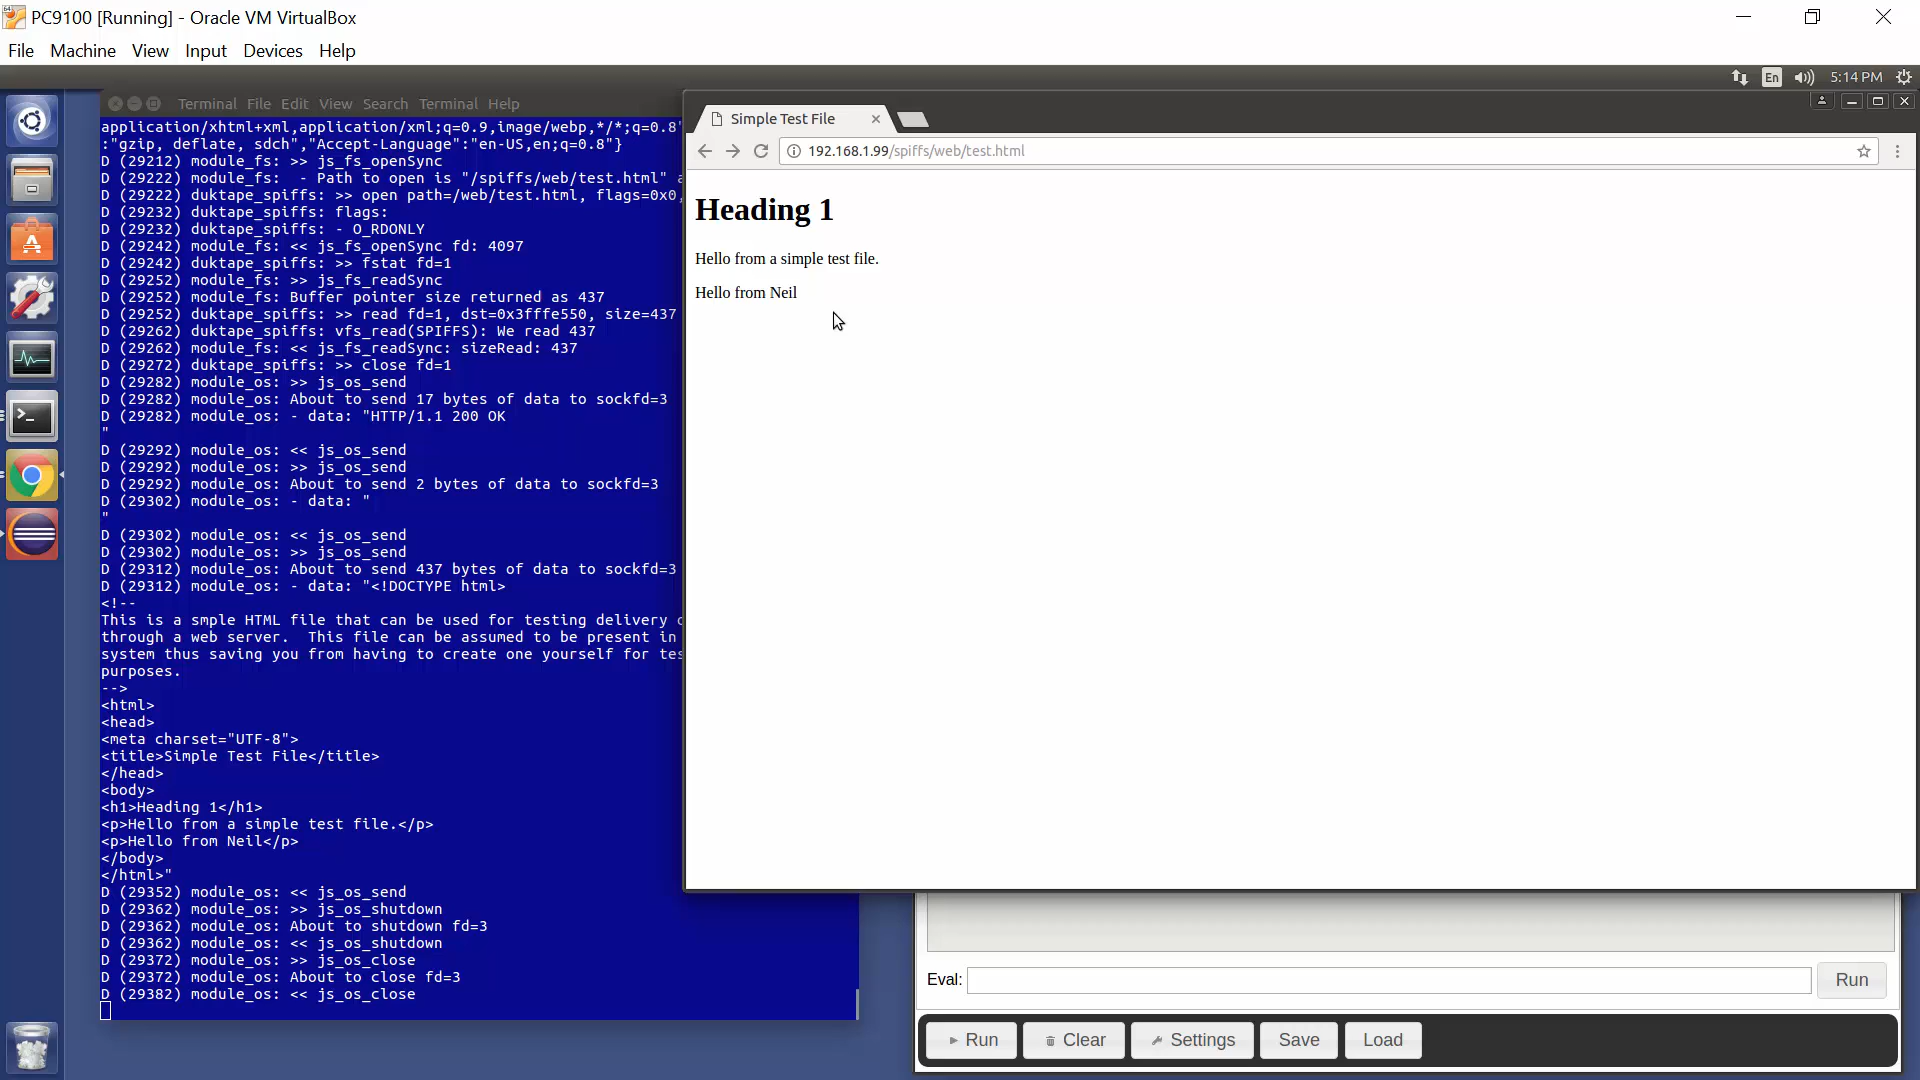 PC9100 [Running] - Oracle VM VirtualBox
File Machine View Input Devices Help
En 5:14 PM
Terminal File Edit View Search Terminal Help
application/xhtml+xml,application/xml;q=0.9,image/webp,*/*;q=0.8"
:"gzip, deflate, sdch","Accept-Language":"en-US,en;q=0.8"}
D (29212) module_fs: >> js_fs_openSync
D (29222) module_fs:  - Path to open is "/spiffs/web/test.html" a
D (29222) duktape_spiffs: >> open path=/web/test.html, flags=0x0,
D (29232) duktape_spiffs: flags:
D (29232) duktape_spiffs: - O_RDONLY
D (29242) module_fs: << js_fs_openSync fd: 4097
D (29242) duktape_spiffs: >> fstat fd=1
D (29252) module_fs: >> js_fs_readSync
D (29252) module_fs: Buffer pointer size returned as 437
D (29252) duktape_spiffs: >> read fd=1, dst=0x3fffe550, size=437
D (29262) duktape_spiffs: vfs_read(SPIFFS): We read 437
D (29262) module_fs: << js_fs_readSync: sizeRead: 437
D (29272) duktape_spiffs: >> close fd=1
D (29282) module_os: >> js_os_send
D (29282) module_os: About to send 17 bytes of data to sockfd=3
D (29282) module_os: - data: "HTTP/1.1 200 OK
"
D (29292) module_os: << js_os_send
D (29292) module_os: >> js_os_send
D (29292) module_os: About to send 2 bytes of data to sockfd=3
D (29302) module_os: - data: "
"
D (29302) module_os: << js_os_send
D (29302) module_os: >> js_os_send
D (29312) module_os: About to send 437 bytes of data to sockfd=3
D (29312) module_os: - data: "<!DOCTYPE html>
<!--
This is a smple HTML file that can be used for testing delivery
through a web server.  This file can be assumed to be present in
system thus saving you from having to create one yourself for tes
purposes.
-->
<html>
<head>
<meta charset="UTF-8">
<title>Simple Test File</title>
</head>
<body>
<h1>Heading 1</h1>
<p>Hello from a simple test file.</p>
<p>Hello from Neil</p>
</body>
</html>"
D (29352) module_os: << js_os_send
D (29362) module_os: >> js_os_shutdown
D (29362) module_os: About to shutdown fd=3
D (29362) module_os: << js_os_shutdown
D (29372) module_os: >> js_os_close
D (29372) module_os: About to close fd=3
D (29382) module_os: << js_os_close
Simple Test File
192.168.1.99/spiffs/web/test.html
Heading 1
Hello from a simple test file.
Hello from Neil
Eval: Run
Run Clear Settings Save Load